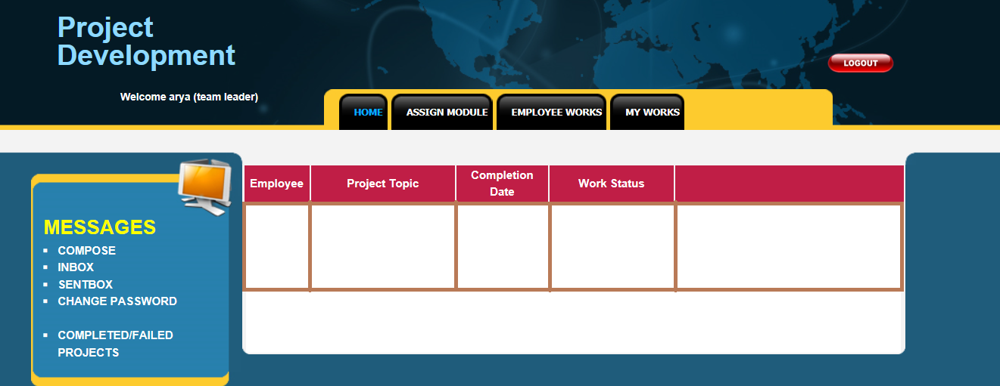 Project
Development
LOGOUT
Welcome arya (team leader)
HOME
ASSIGN MODULE
EMPLOYEE WORKS
MY WORKS
Employee
Project Topic
Completion
Date
Work Status
MESSAGES
COMPOSE
INBOX
SENTBOX
CHANGE PASSWORD
COMPLETED/FAILED
PROJECTS